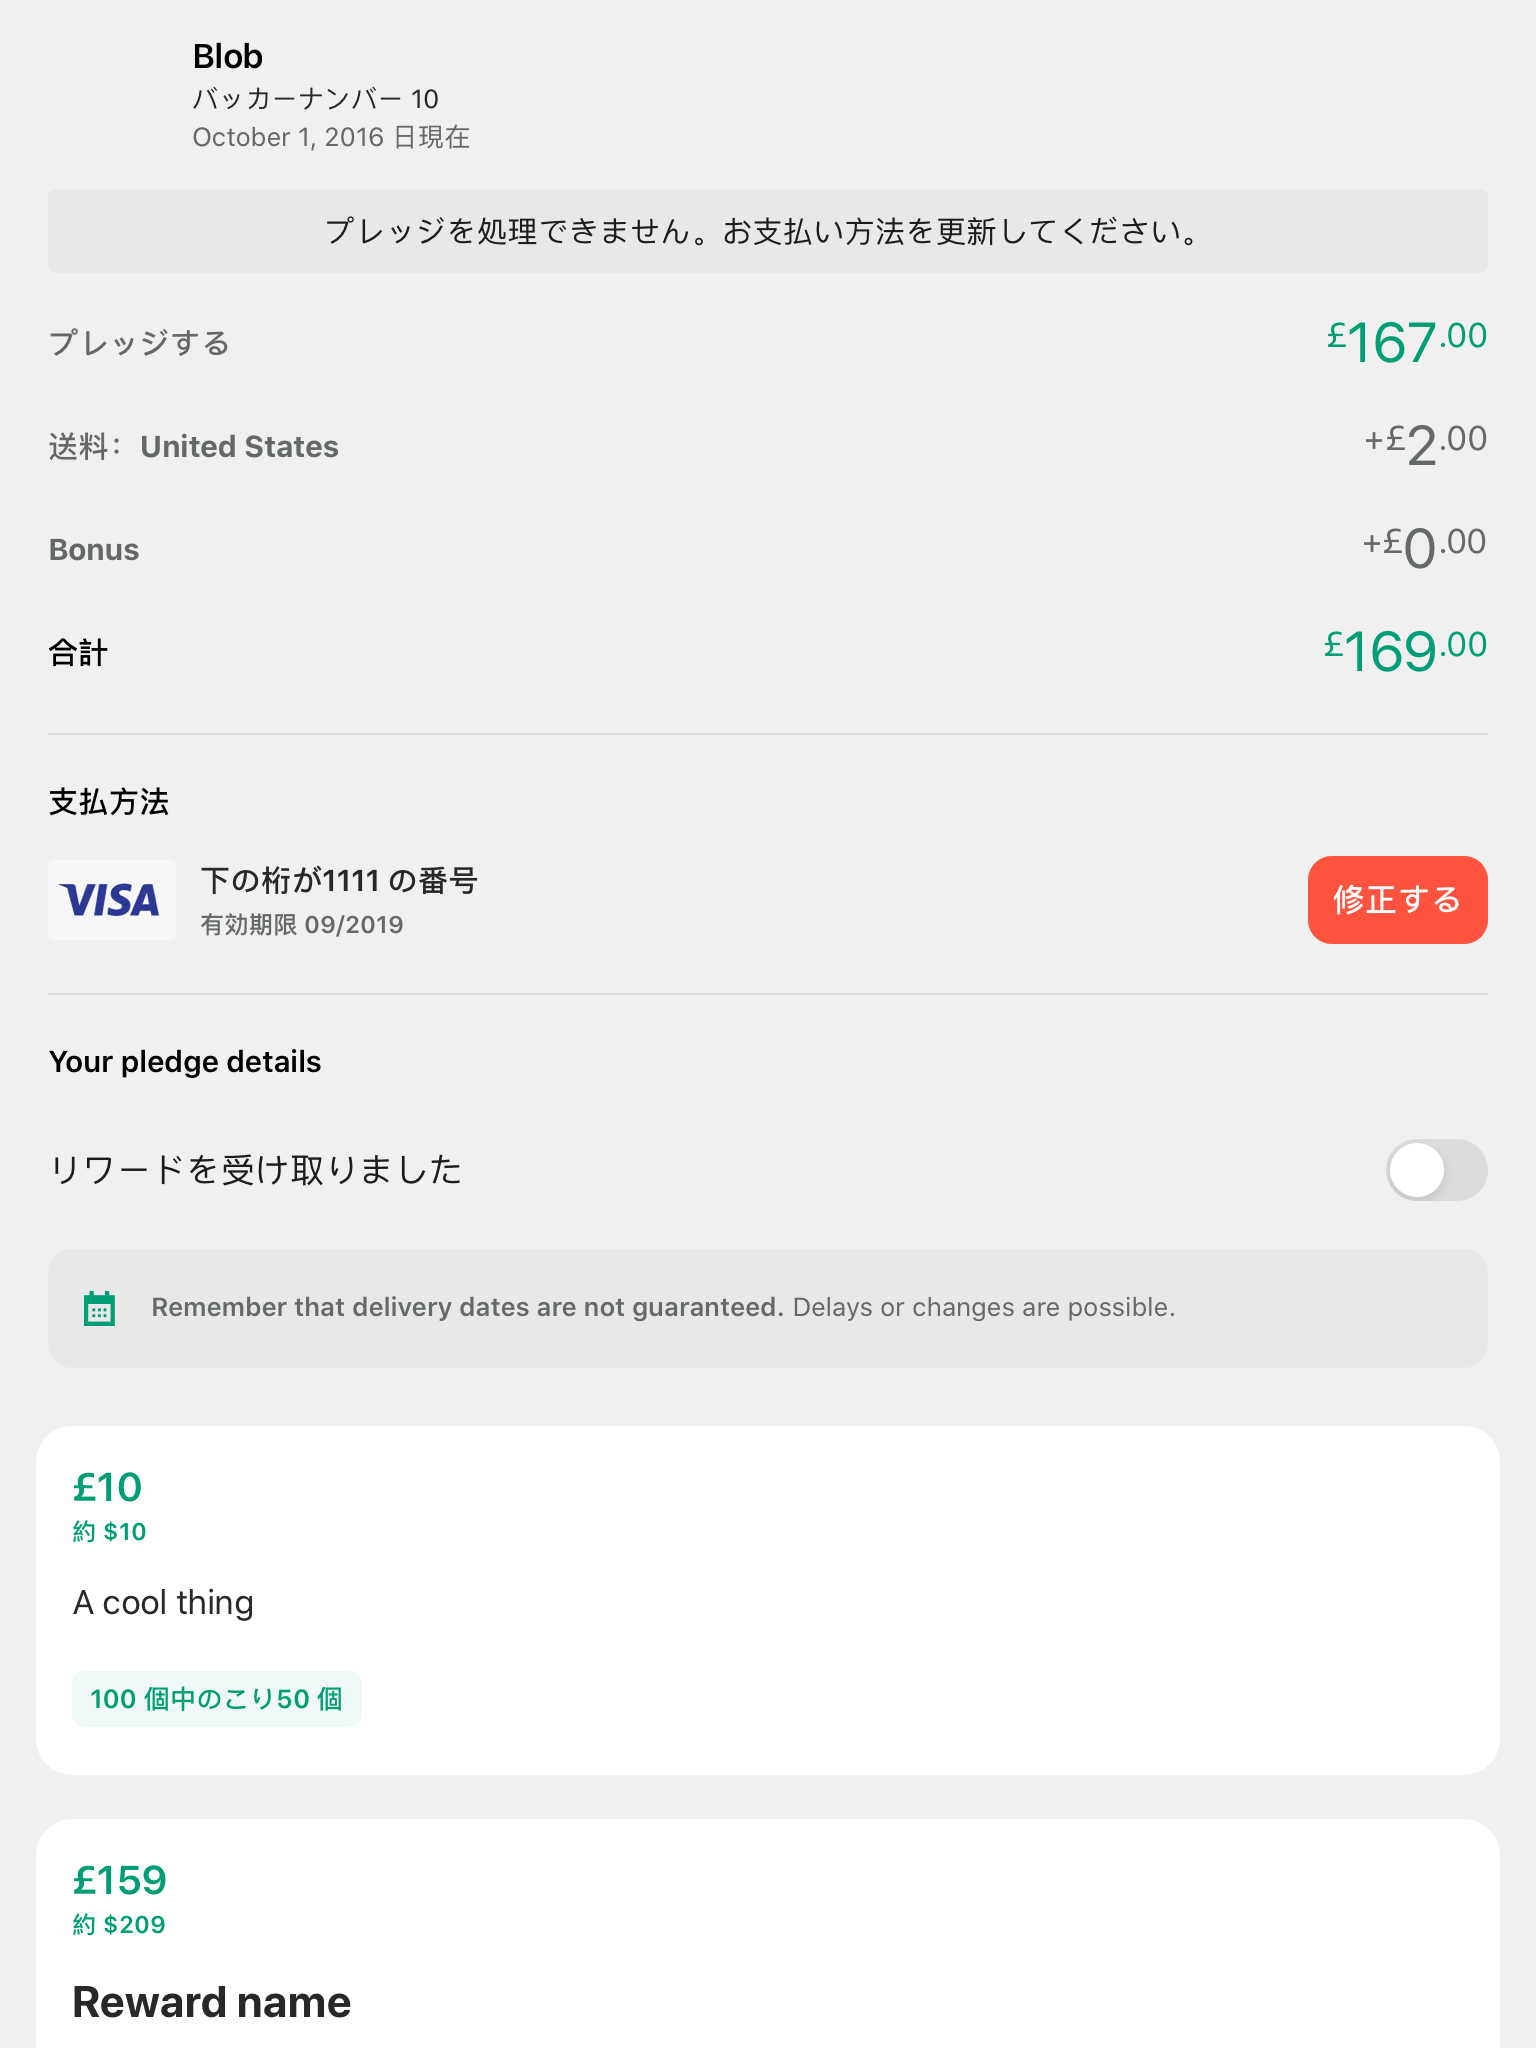 Blob
バッカーナンバー 10
October 1, 2016 日現在
プレッジを処理できません。お支払い方法を更新してください。
プレッジする £167.00
送料： United States +£2.00
Bonus +£0.00
合計 £169.00
支払方法
VISA
下の桁が1111 の番号
有効期限 09/2019
修正する
Your pledge details
リワードを受け取りました
Remember that delivery dates are not guaranteed. Delays or changes are possible.
£10
約 $10
A cool thing
100 個中のこり50 個
£159
約 $209
Reward name